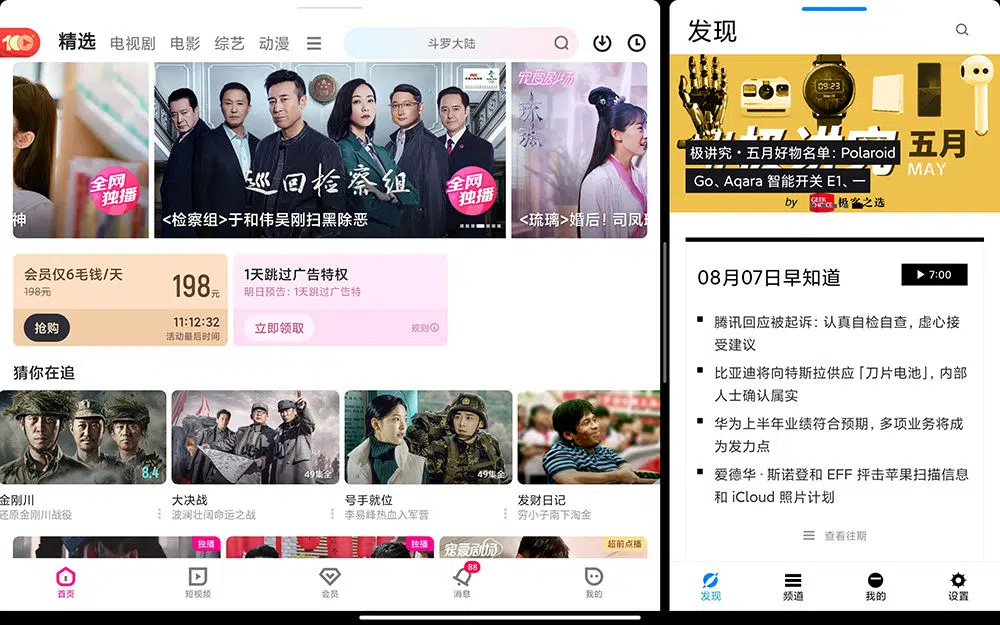 100
精选
电视剧
电影
综艺
动漫
斗罗大陆
神
全网
独播
巡回检察组
全网
独播
<检察组>于和伟吴刚扫黑除恶
宠爱剧场
<琉璃>婚后! 司凤璇
会员仅6毛钱/天
198元
198元
抢购
11:12:32
活动最后时间
1天跳过广告特权
明日预告: 1天跳过广告特
立即领取
规则
猜你在追
8.4
金刚川
还原金刚川战役
49集全
大决战
波澜壮阔命运之战
49集全
号手就位
李易峰热血入军营
发财日记
穷小子南下淘金
独播
独播
宠爱剧场
超前点播
首页
短视频
会员
88
消息
我的
发现
09:23
五月
MAY
极讲究·五月好物名单: Polaroid
Go、Aqara 智能开关 E1、一
by
GEEK
CHOICE
极客之选
08月07日早知道
7:00
腾讯回应被起诉: 认真自检自查, 虚心接
受建议
比亚迪将向特斯拉供应「刀片电池」, 内部
人士确认属实
华为上半年业绩符合预期, 多项业务将成
为发力点
爱德华·斯诺登和 EFF 抨击苹果扫描信息
和 iCloud 照片计划
查看往期
发现
频道
我的
设置